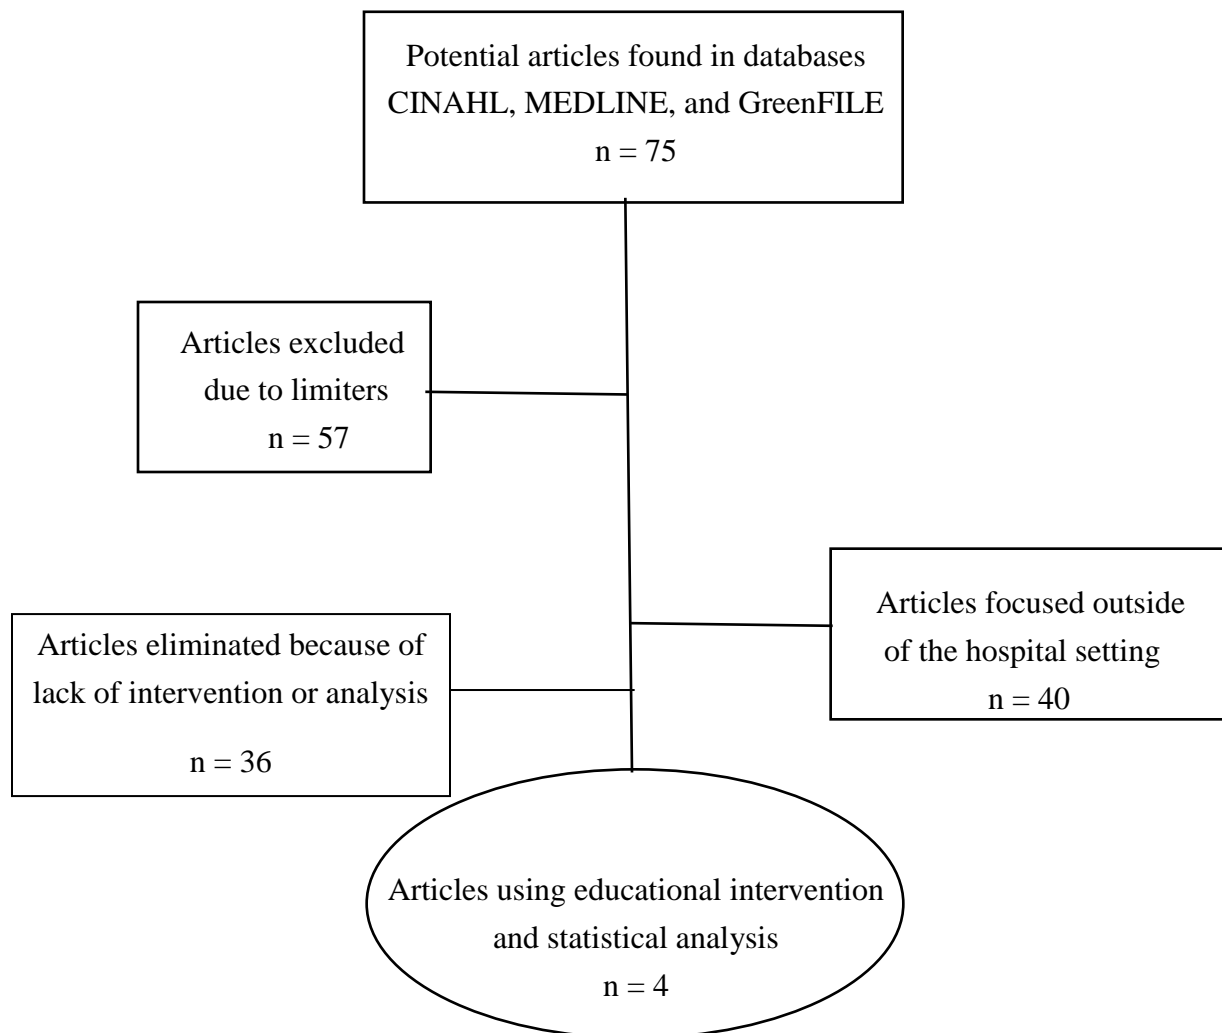 Potential articles found in databases
CINAHL, MEDLINE, and GreenFILE
n = 75
Articles excluded
due to limiters
n = 57
Articles focused outside
of the hospital setting
n = 40
Articles eliminated because of
lack of intervention or analysis
n = 36
Articles using educational intervention
and statistical analysis
n = 4